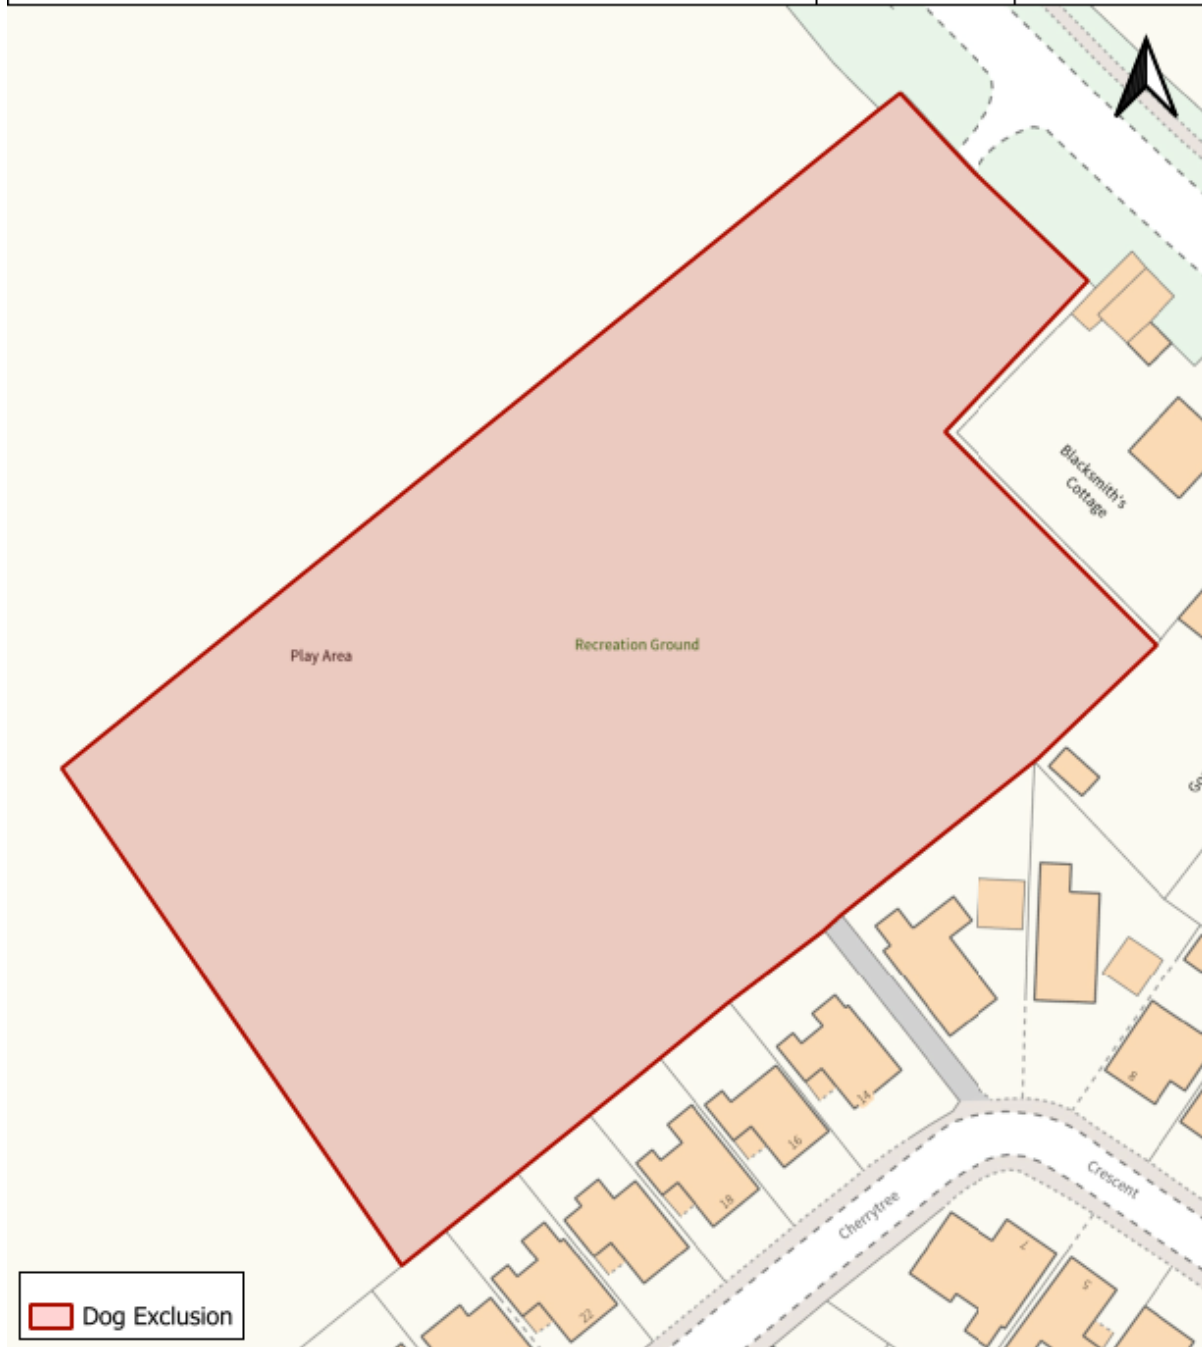 Blacksmith's
Cottage
Play Area
Recreation Ground
8
14
16
18
Cherrytree
Crescent
7
5
22
Dog Exclusion